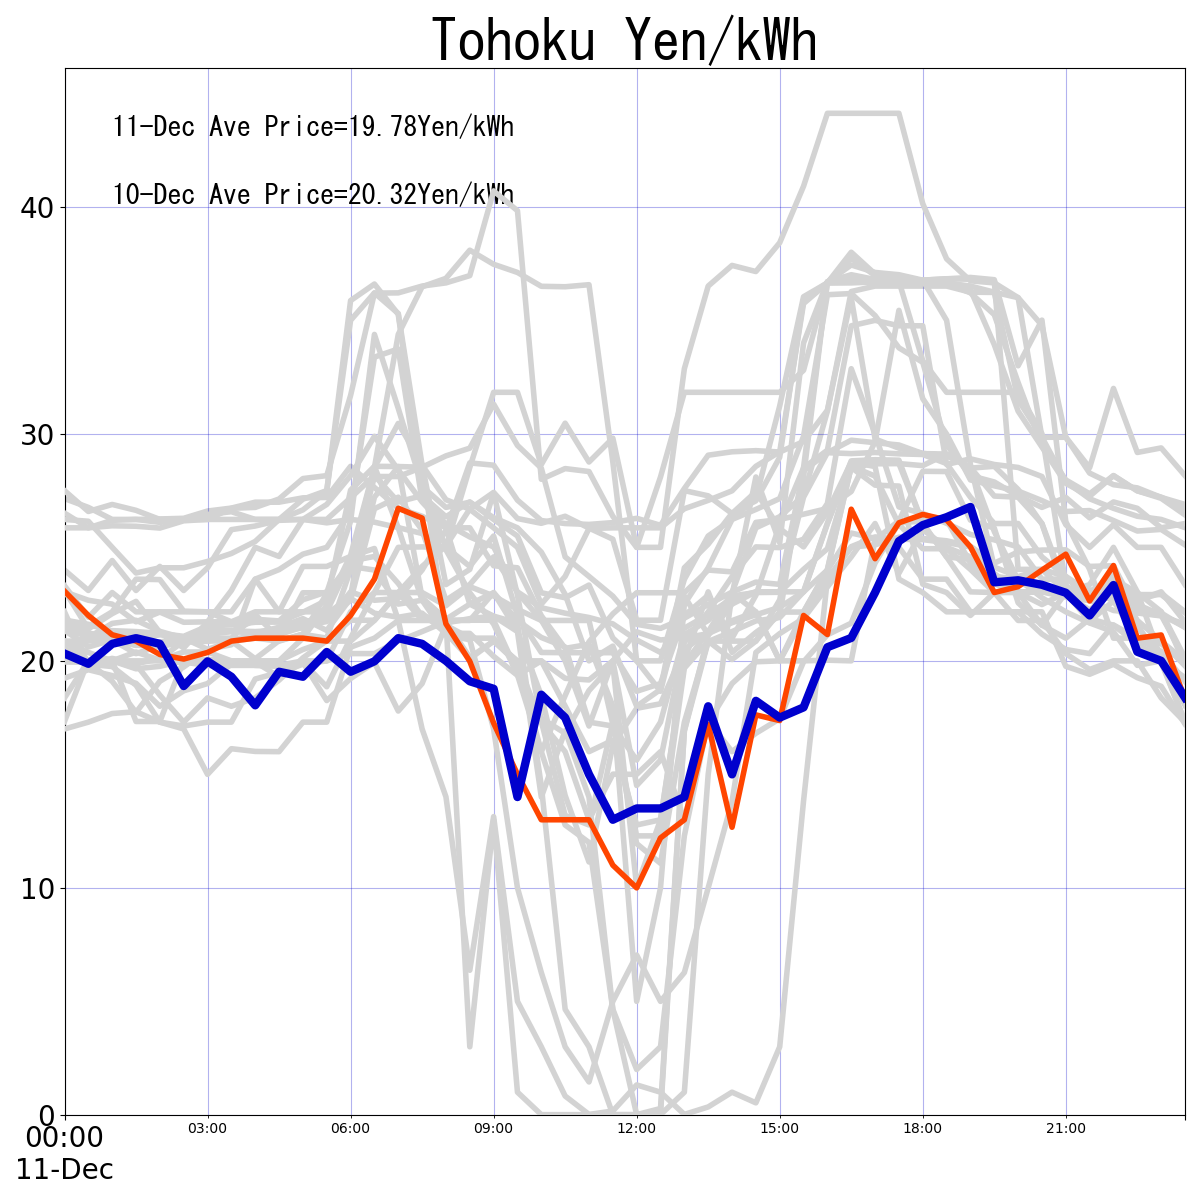 Tohoku Yen/kWh
11-Dec Ave Price=19.78Yen/kWh
10-Dec Ave Price=20.32Yen/kWh
40
30
20
10
0
00:00 03:00 06:00 09:00 12:00 15:00 18:00 21:00
11-Dec